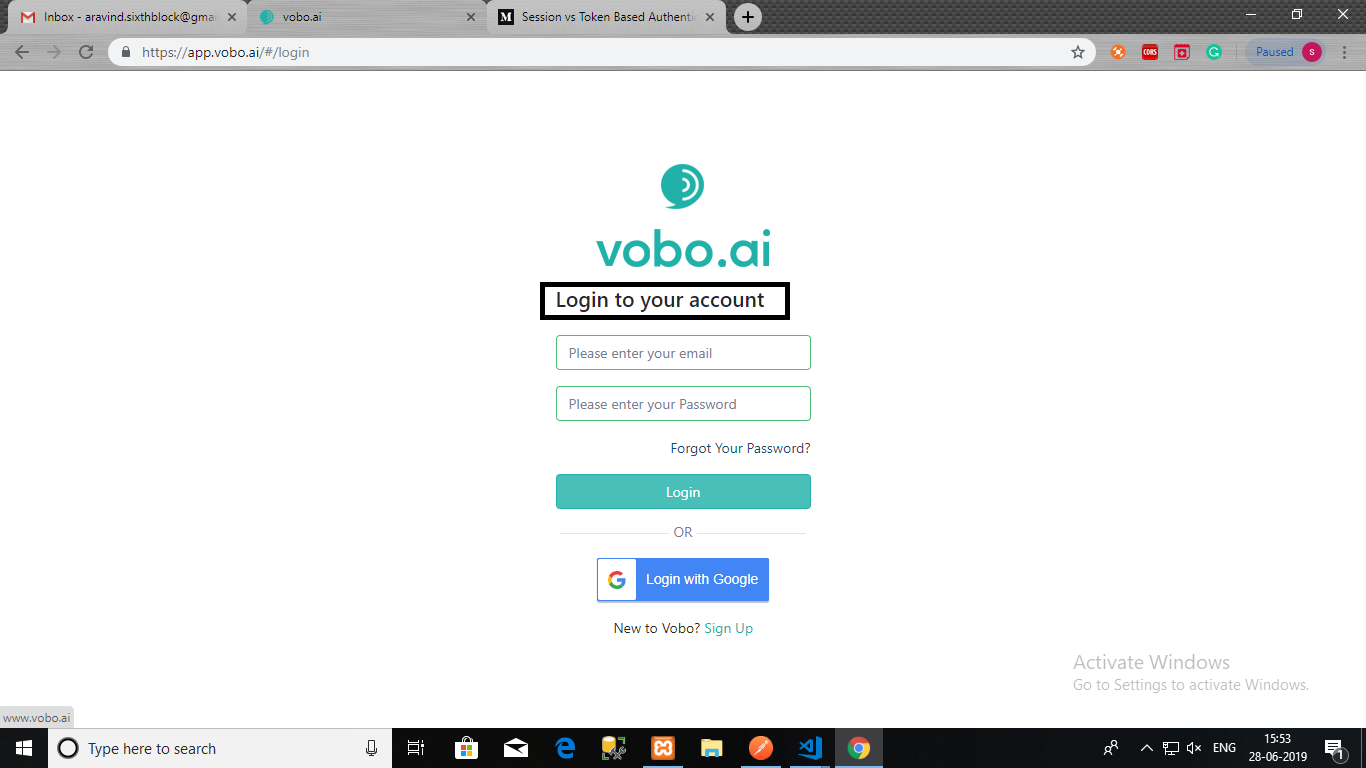 Inbox - aravind.sixthblock@gmai
vobo.ai
Session vs Token Based Authenti
https://app.vobo.ai/#/login
CORS
Paused
s
vobo.ai
Login to your account
Please enter your email
Please enter your Password
Forgot Your Password?
Login
OR
Login with Google
New to Vobo? Sign Up
Activate Windows
Go to Settings to activate Windows.
www.vobo.ai
Type here to search
ENG
15:53
28-06-2019
1